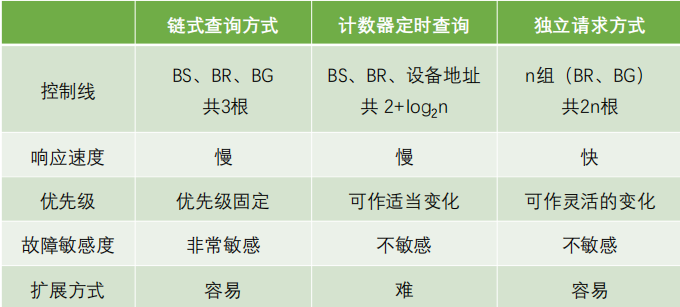 链式查询方式 计数器定时查询 独立请求方式
控制线 BS、BR、BG BS、BR、设备地址 n组（BR、BG）
共3根 共 2+log₂n 共2n根
响应速度 慢 慢 快
优先级 优先级固定 可作适当变化 可作灵活的变化
故障敏感度 非常敏感 不敏感 不敏感
扩展方式 容易 难 容易